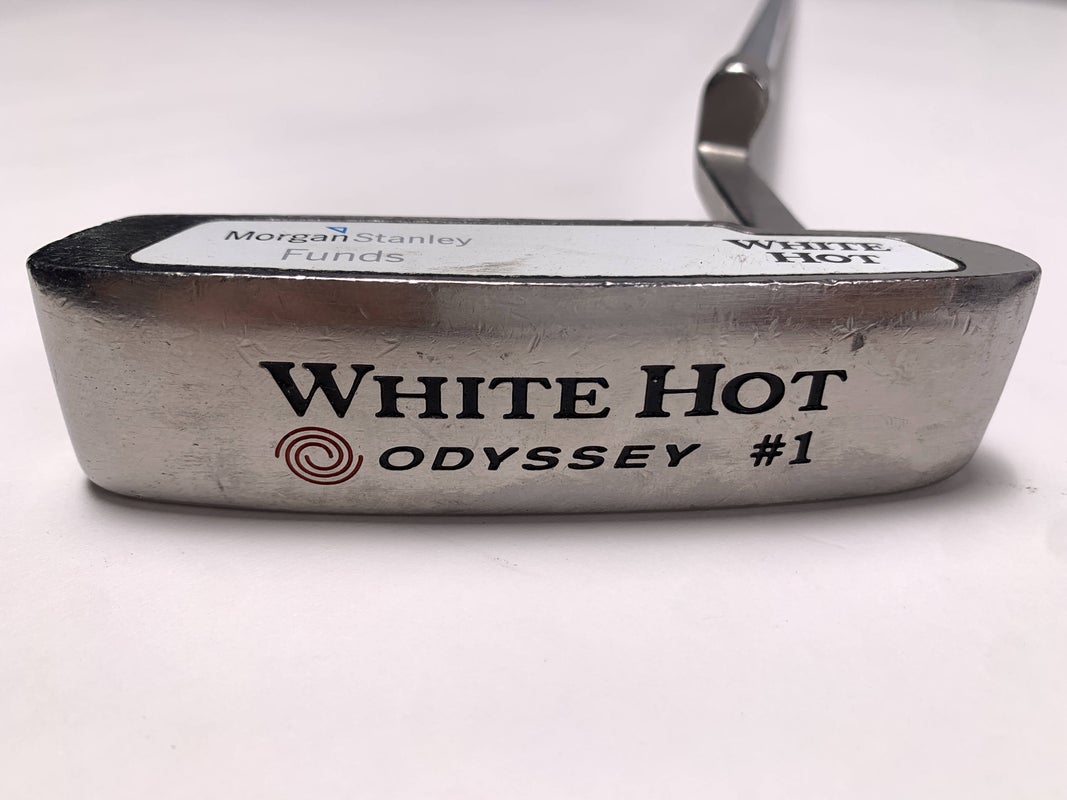 Morgan Stanley
Funds
WHITE
HOT
WHITE HOT
ODYSSEY #1